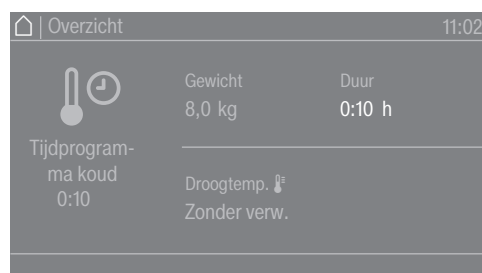 Overzicht 11:02
Tijdprogram-
ma koud
0:10
Gewicht Duur
8,0 kg 0:10 h
Droogtemp.
Zonder verw.